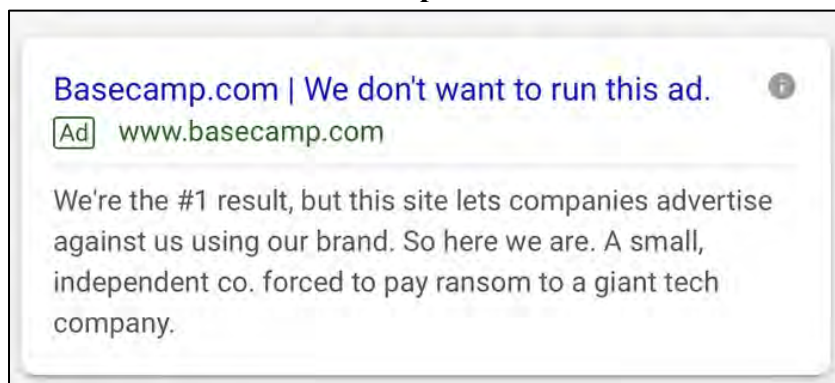 Basecamp.com | We don't want to run this ad.
Ad www.basecamp.com
We're the #1 result, but this site lets companies advertise
against us using our brand. So here we are. A small,
independent co. forced to pay ransom to a giant tech
company.